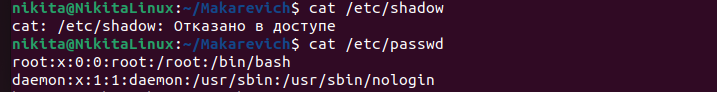 nikita@NikitaLinux:~/Makarevich$ cat /etc/shadow
cat: /etc/shadow: Отказано в доступе
nikita@NikitaLinux:~/Makarevich$ cat /etc/passwd
root:x:0:0:root:/root:/bin/bash
daemon:x:1:1:daemon:/usr/sbin:/usr/sbin/nologin